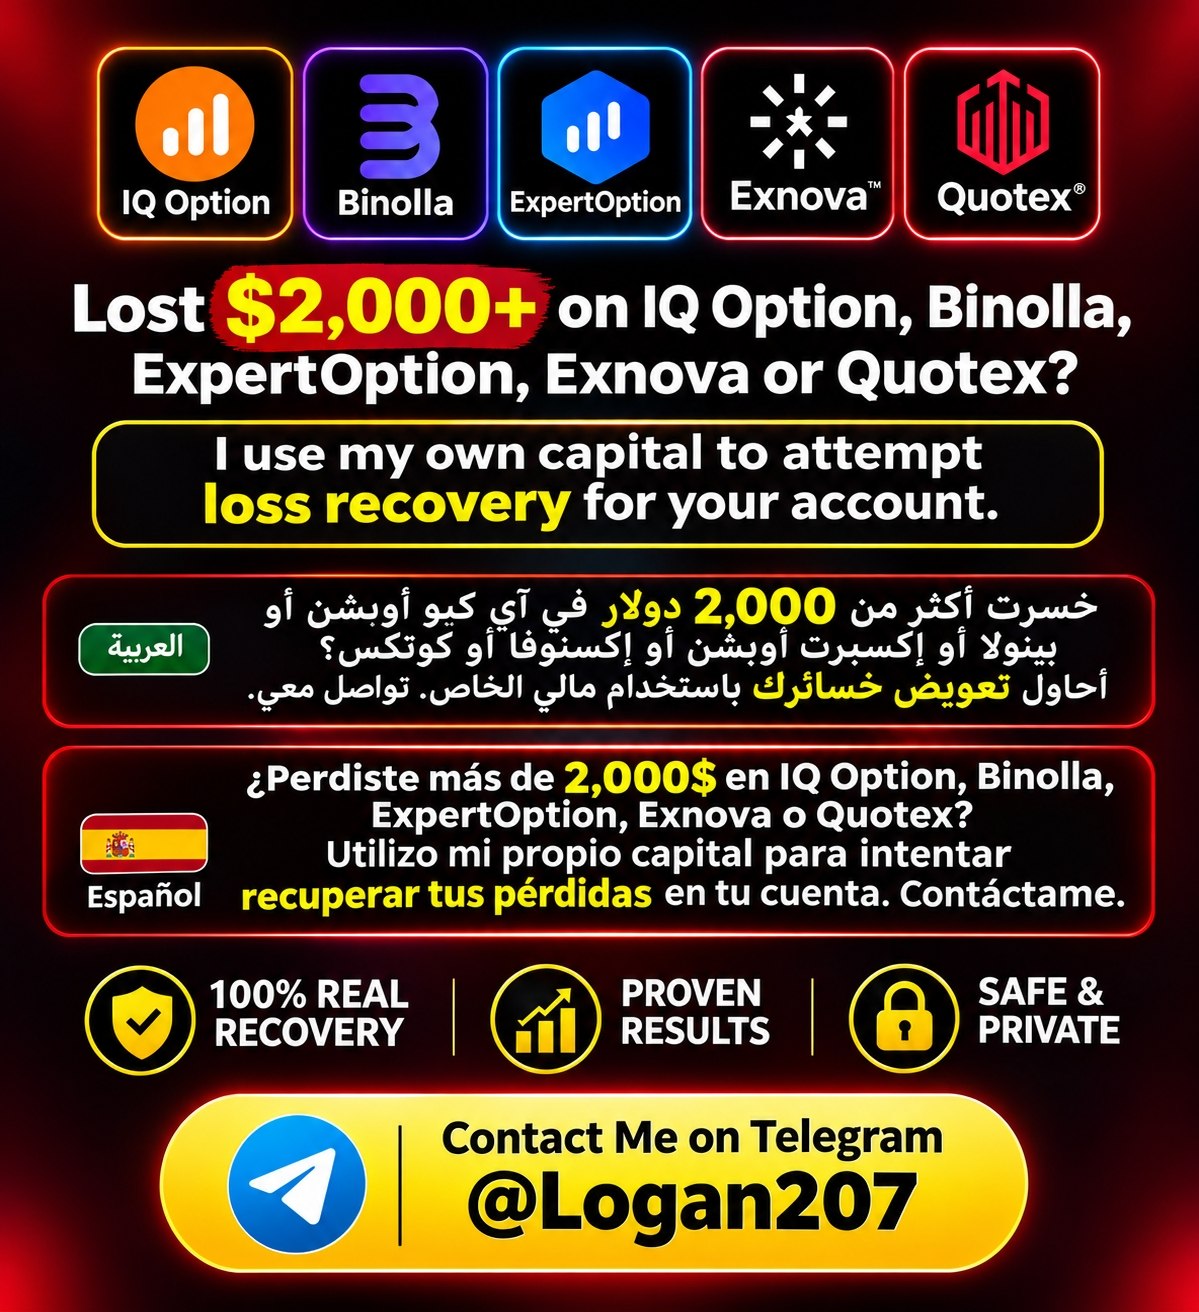 IQ Option
Binolla
ExpertOption
Exnova™
Quotex®
Lost $2,000+ on IQ Option, Binolla,
ExpertOption, Exnova or Quotex?
I use my own capital to attempt
loss recovery for your account.
العربية
خسرت أكثر من 2,000 دولار في آي كيو أوبشن أو
بينولا أو إكسبرت أوبشن أو إكسنوفا أو كوتكس؟
أحاول تعويض خسائرك باستخدام مالي الخاص. تواصل معي.
Español
¿Perdiste más de 2,000$ en IQ Option, Binolla,
ExpertOption, Exnova o Quotex?
Utilizo mi propio capital para intentar
recuperar tus pérdidas en tu cuenta. Contáctame.
100% REAL
RECOVERY
PROVEN
RESULTS
SAFE &
PRIVATE
Contact Me on Telegram
@Logan207